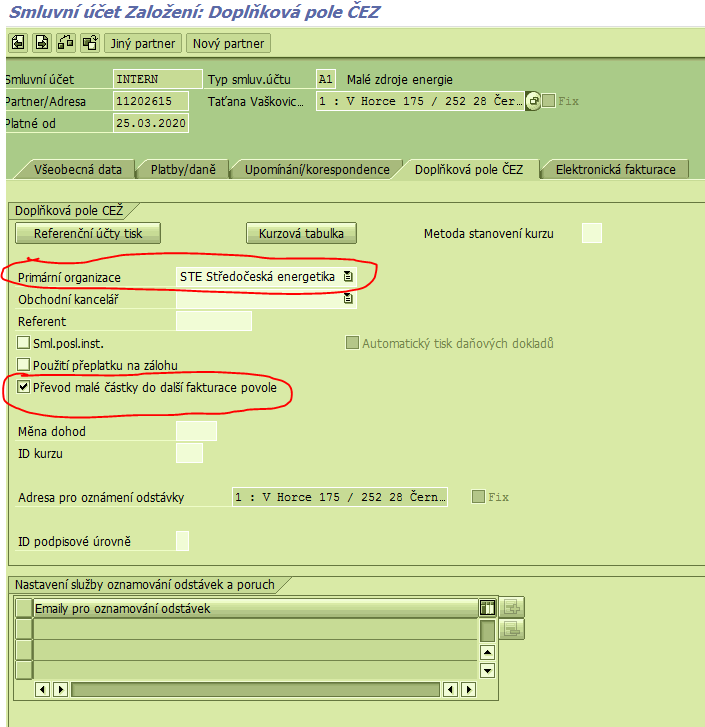 Smluvní účet Založení: Doplňková pole ČEZ
Jiný partner Nový partner
Smluvní účet INTERN Typ smluv.účtu A1 Malé zdroje energie
Partner/Adresa 11202615 Taťana Vaškovic… 1 : V Horce 175 / 252 28 Čer… Fix
Platné od 25.03.2020
Všeobecná data Platby/daně Upomínání/korespondence Doplňková pole ČEZ Elektronická fakturace
Doplňková pole CEŽ
Referenční účty tisk Kurzová tabulka Metoda stanovení kurzu
Primární organizace STE Středočeská energetika
Obchodní kancelář
Referent
Sml.posl.inst. Automatický tisk daňových dokladů
Použití přeplatku na zálohu
Převod malé částky do další fakturace povole
Měna dohod
ID kurzu
Adresa pro oznámení odstávky 1 : V Horce 175 / 252 28 Čern… Fix
ID podpisové úrovně
Nastavení služby oznamování odstávek a poruch
Emaily pro oznamování odstávek